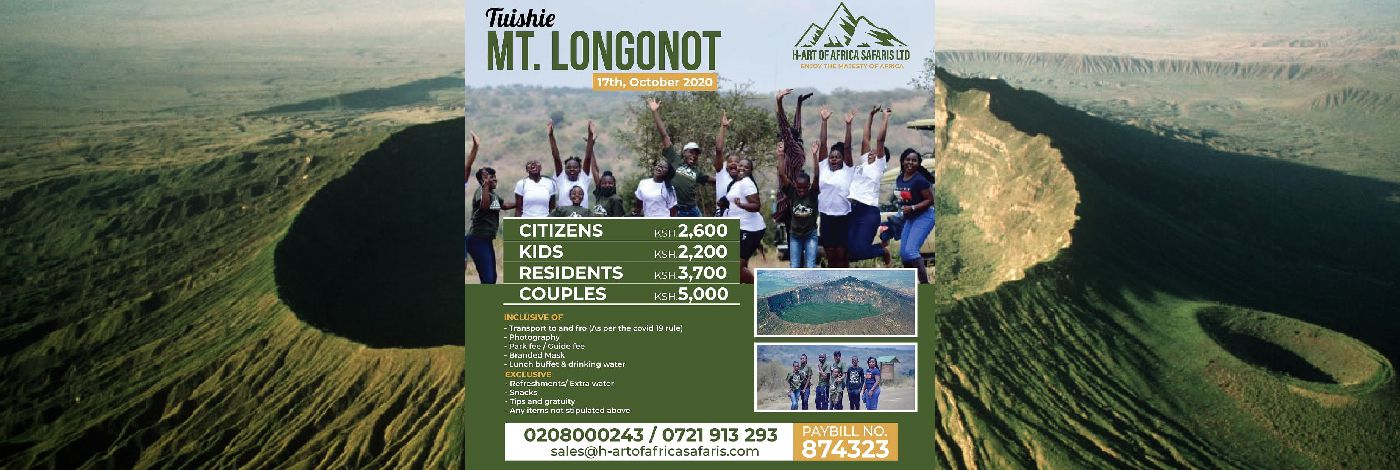 Tuishie
MT. LONGONOT
17th, October 2020
H-ART OF AFRICA SAFARIS LTD
ENJOY THE MAJESTY OF AFRICA
CITIZENS KSH.2,600
KIDS KSH.2,200
RESIDENTS KSH.3,700
COUPLES KSH.5,000
INCLUSIVE OF
- Transport to and fro (As per the covid 19 rule)
- Photography
- Park fee / Guide fee
- Branded Mask
- Lunch buffet & drinking water
EXCLUSIVE
- Refreshments/ Extra water
- Snacks
- Tips and gratuity
- Any items not stipulated above
0208000243 / 0721 913 293
sales@h-artofafricasafaris.com
PAYBILL NO.
874323